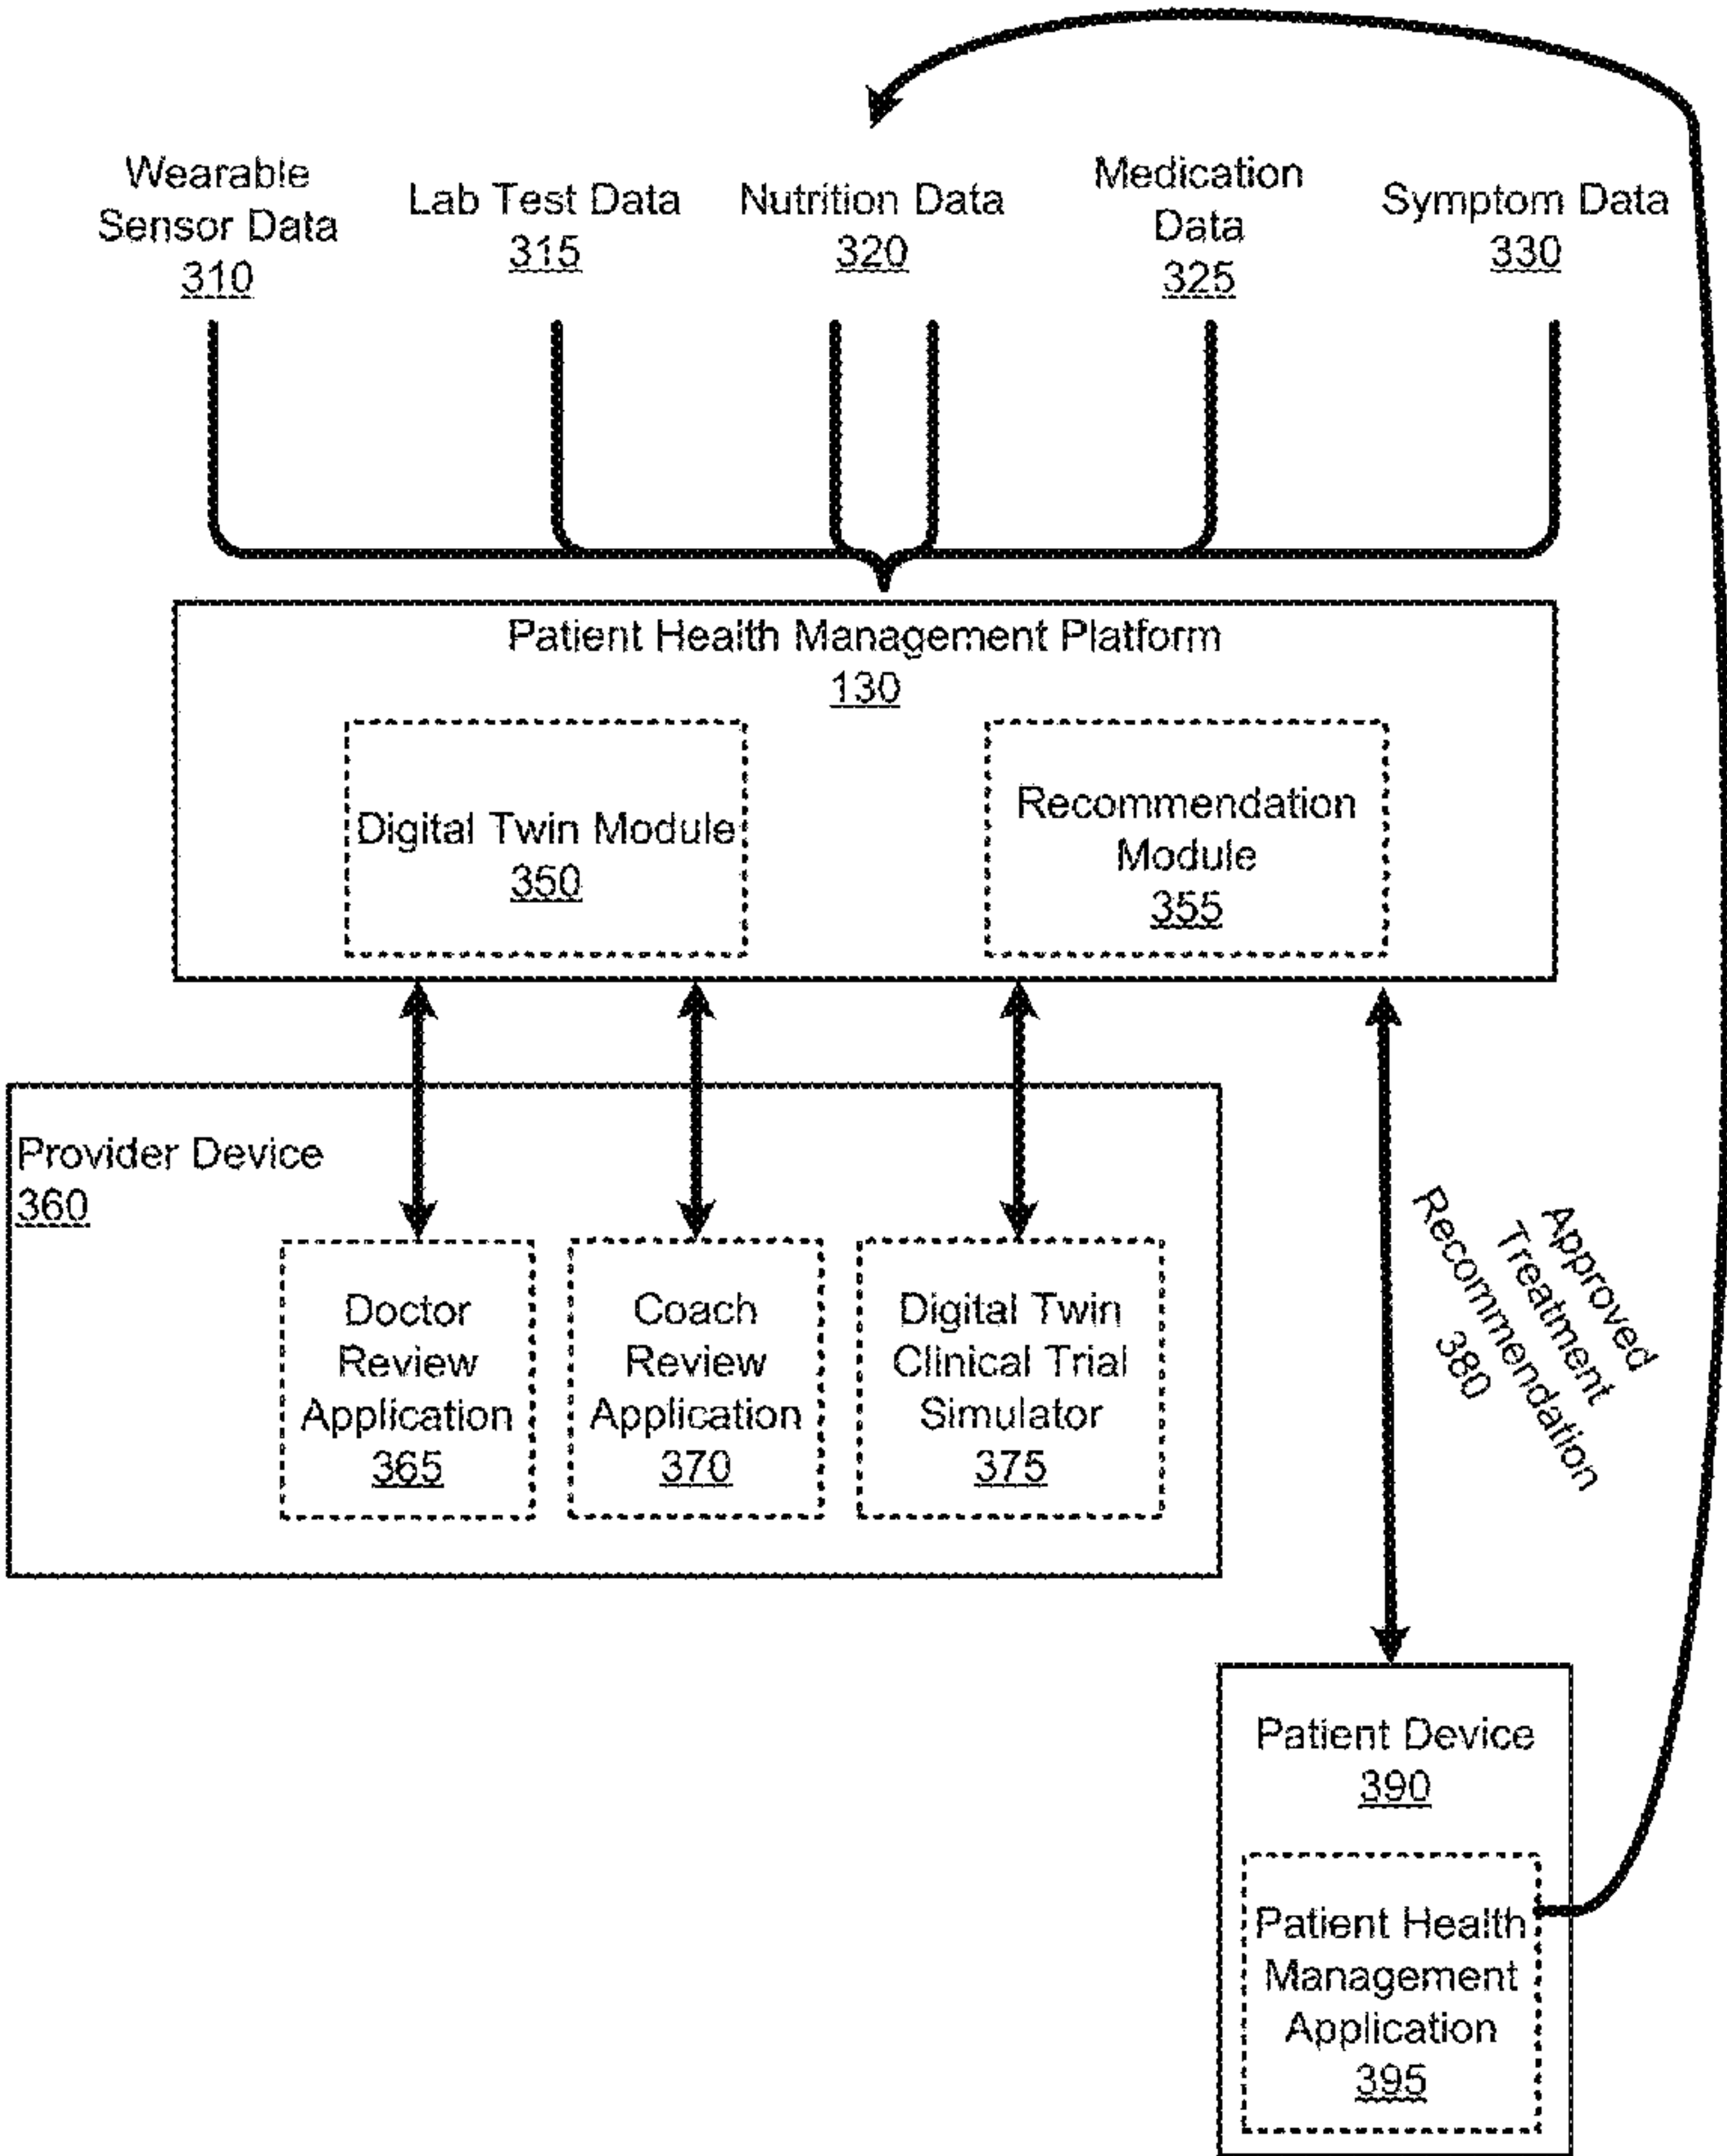 Wearable
Sensor Data
310
Lab Test Data
315
Nutrition Data
320
Medication
Data
325
Symptom Data
330
Patient Health Management Platform
130
Digital Twin Module
350
Recommendation
Module
355
Provider Device
360
Doctor
Review
Application
365
Coach
Review
Application
370
Digital Twin
Clinical Trial
Simulator
375
Approved
Treatment
Recommendation
380
Patient Device
390
Patient Health
Management
Application
395